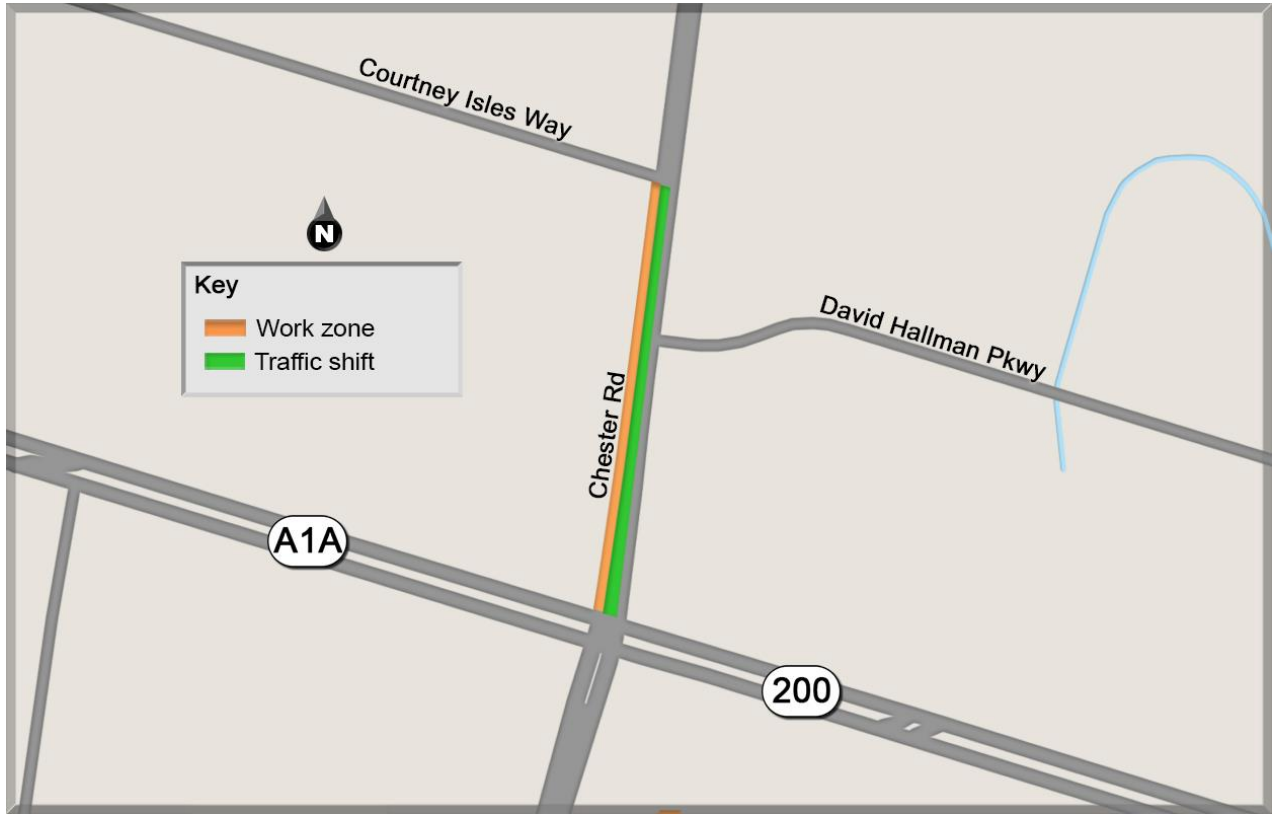 Courtney Isles Way
N
Key
Work zone
Traffic shift
David Hallman Pkwy
Chester Rd
A1A
200